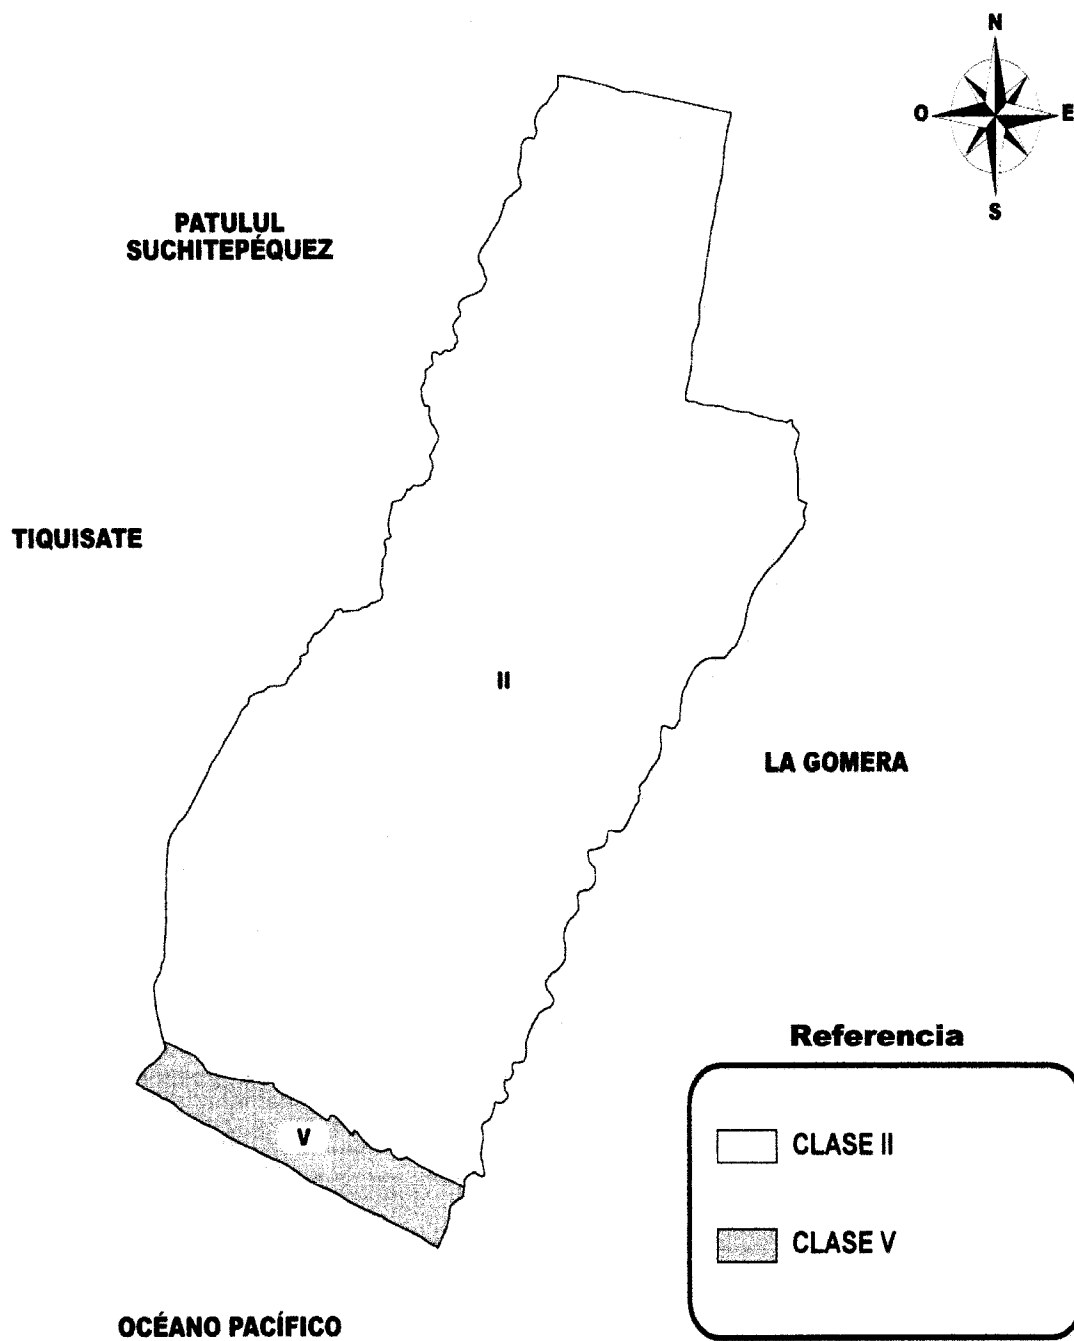 N
O
E
S
PATULUL
SUCHITEPÉQUEZ
TIQUISATE
II
LA GOMERA
V
Referencia
CLASE II
CLASE V
OCÉANO PACÍFICO